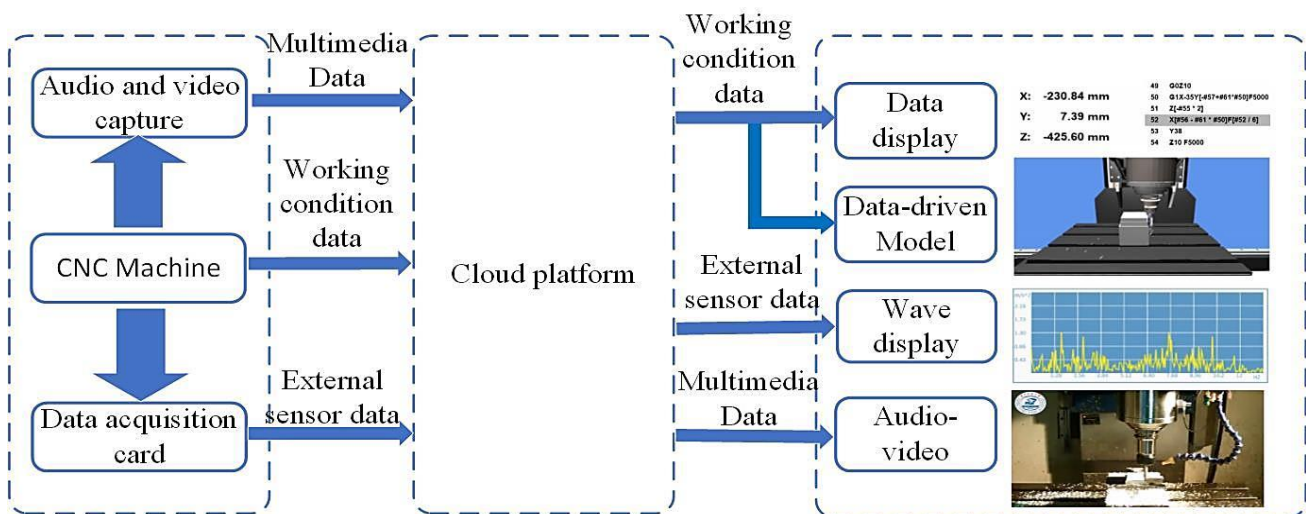 Audio and video
capture
CNC Machine
Data acquisition
card
Multimedia
Data
Working
condition
data
External
sensor data
Cloud platform
Working
condition
data
External
sensor data
Multimedia
Data
Data
display
Data-driven
Model
Wave
display
Audio-
video
X: -230.84 mm
Y: 7.39 mm
Z: -425.60 mm
49 G0Z10
50 G1X-35Y[-#57+#61*#50]F5000
51 Z[-#55 * 2]
52 X[#56 - #61 * #50]F[#52 / 6]
53 Y38
54 Z10 F5000